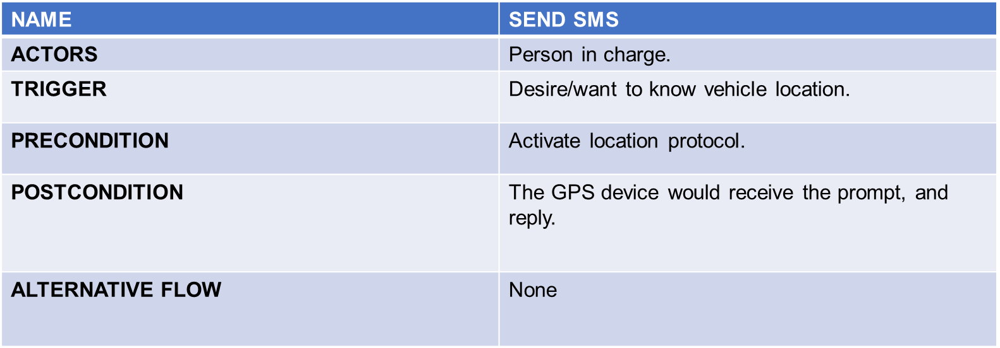 NAME
SEND SMS
ACTORS
Person in charge.
TRIGGER
Desire/want to know vehicle location.
PRECONDITION
Activate location protocol.
POSTCONDITION
The GPS device would receive the prompt, and
reply.
ALTERNATIVE FLOW
None